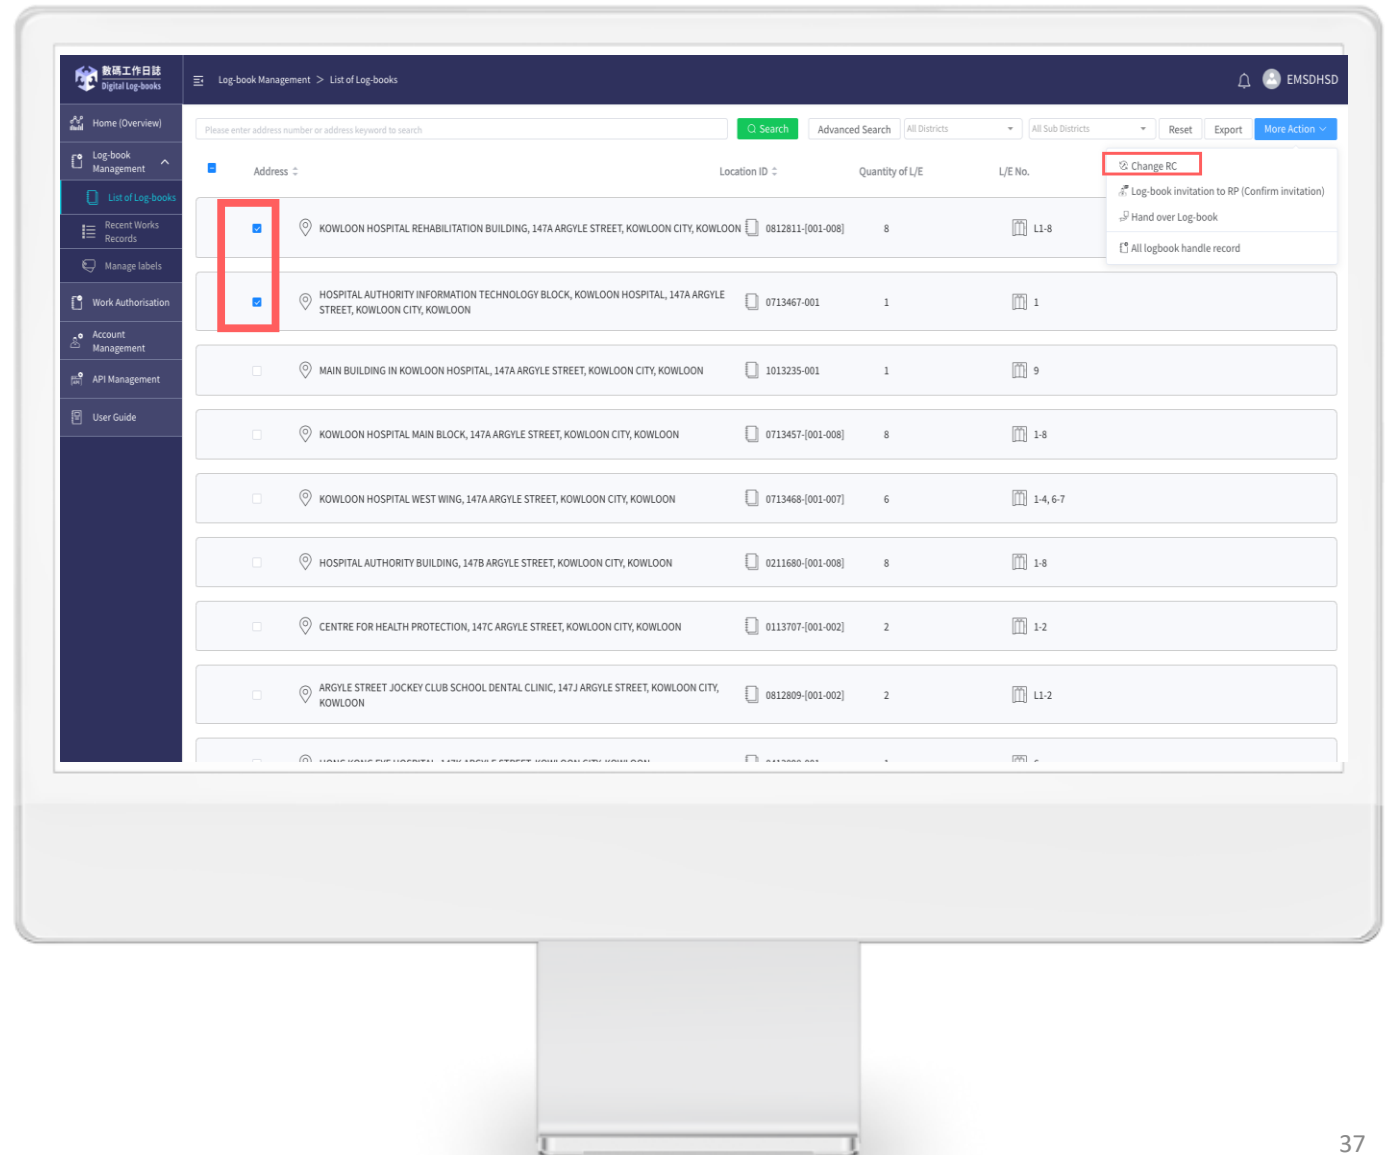 數碼工作日誌
Digital Log-books
Log-book Management > List of Log-books
EMSDHSD
Home (Overview)
Log-book
Management
List of Log-books
Recent Works
Records
Manage labels
Work Authorisation
Account
Management
API Management
User Guide
Please enter address number or address keyword to search
Search
Advanced Search
All Districts
All Sub Districts
Reset
Export
More Action
Change RC
Log-book invitation to RP (Confirm invitation)
Hand over Log-book
All logbook handle record
Address
Location ID
Quantity of L/E
L/E No.
KOWLOON HOSPITAL REHABILITATION BUILDING, 147A ARGYLE STREET, KOWLOON CITY, KOWLOON 0812811-[001-008] 8 L1-8
HOSPITAL AUTHORITY INFORMATION TECHNOLOGY BLOCK, KOWLOON HOSPITAL, 147A ARGYLE
STREET, KOWLOON CITY, KOWLOON
0713467-001 1 1
MAIN BUILDING IN KOWLOON HOSPITAL, 147A ARGYLE STREET, KOWLOON CITY, KOWLOON 1013235-001 1 9
KOWLOON HOSPITAL MAIN BLOCK, 147A ARGYLE STREET, KOWLOON CITY, KOWLOON 0713457-[001-008] 8 1-8
KOWLOON HOSPITAL WEST WING, 147A ARGYLE STREET, KOWLOON CITY, KOWLOON 0713468-[001-007] 6 1-4, 6-7
HOSPITAL AUTHORITY BUILDING, 147B ARGYLE STREET, KOWLOON CITY, KOWLOON 0211680-[001-008] 8 1-8
CENTRE FOR HEALTH PROTECTION, 147C ARGYLE STREET, KOWLOON CITY, KOWLOON 0113707-[001-002] 2 1-2
ARGYLE STREET JOCKEY CLUB SCHOOL DENTAL CLINIC, 147J ARGYLE STREET, KOWLOON CITY,
KOWLOON
0812809-[001-002] 2 L1-2
HONG KONG EYE HOSPITAL, 147K ARGYLE STREET, KOWLOON CITY, KOWLOON
37